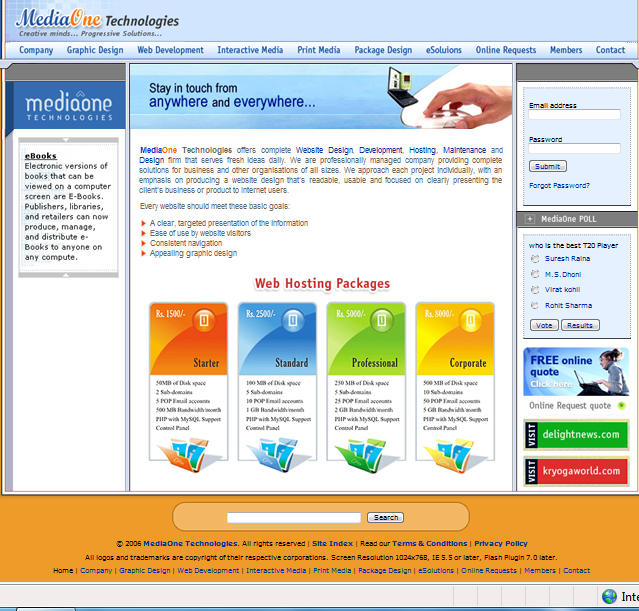 MediaOne Technologies
Creative minds... Progressive Solutions...
Company Graphic Design Web Development Interactive Media Print Media Package Design eSolutions Online Requests Members Contact
mediaone
TECHNOLOGIES
eBooks
Electronic versions of
books that can be
viewed on a computer
screen are E-Books.
Publishers, libraries,
and retailers can now
produce, manage,
and distribute e-
Books to anyone on
any compute.
Stay in touch from
anywhere and everywhere...
MediaOne Technologies offers complete Website Design, Development, Hosting, Maintenance and
Design firm that serves fresh ideas daily. We are professionally managed company providing complete
solutions for business and other organisations of all sizes. We approach each project individually, with an
emphasis on producing a website design that's readable, usable and focused on clearly presenting the
client's business or product to internet users.
Every website should meet these basic goals:
A clear, targeted presentation of the information
Ease of use by website visitors
Consistent navigation
Appealing graphic design
Web Hosting Packages
Rs. 1500/-
Starter
50MB of Disk space
2 Sub-domains
5 POP Email accounts
500 MB Bandwidth/month
PHP with MySQL Support
Control Panel
Rs. 2500/-
Standard
100 MB of Disk space
5 Sub-domains
10 POP Email accounts
1 GB Bandwidth/month
PHP with MySQL Support
Control Panel
Rs. 5000/-
Professional
250 MB of Disk space
5 Sub-domains
25 POP Email accounts
2 GB Bandwidth/month
PHP with MySQL Support
Control Panel
Rs. 8000/-
Corporate
500 MB of Disk space
10 Sub-domains
50 POP Email accounts
5 GB Bandwidth/month
PHP with MySQL Support
Control Panel
Email address
Password
Submit
Forgot Password?
MediaOne POLL
who is the best T20 Player
Suresh Raina
M.S.Dhoni
Virat kohli
Rohit Sharma
Vote Results
FREE online
quote
Click here
Online Request quote
VISIT delightnews.com
VISIT kryogaworld.com
Search
© 2006 MediaOne Technologies. All rights reserved | Site Index | Read our Terms & Conditions | Privacy Policy
All logos and trademarks are copyright of their respective corporations. Screen Resolution 1024x768, IE 5.5 or later, Flash Plugin 7.0 later.
Home | Company | Graphic Design | Web Development | Interactive Media | Print Media | Package Design | eSolutions | Online Requests | Members | Contact
Inte